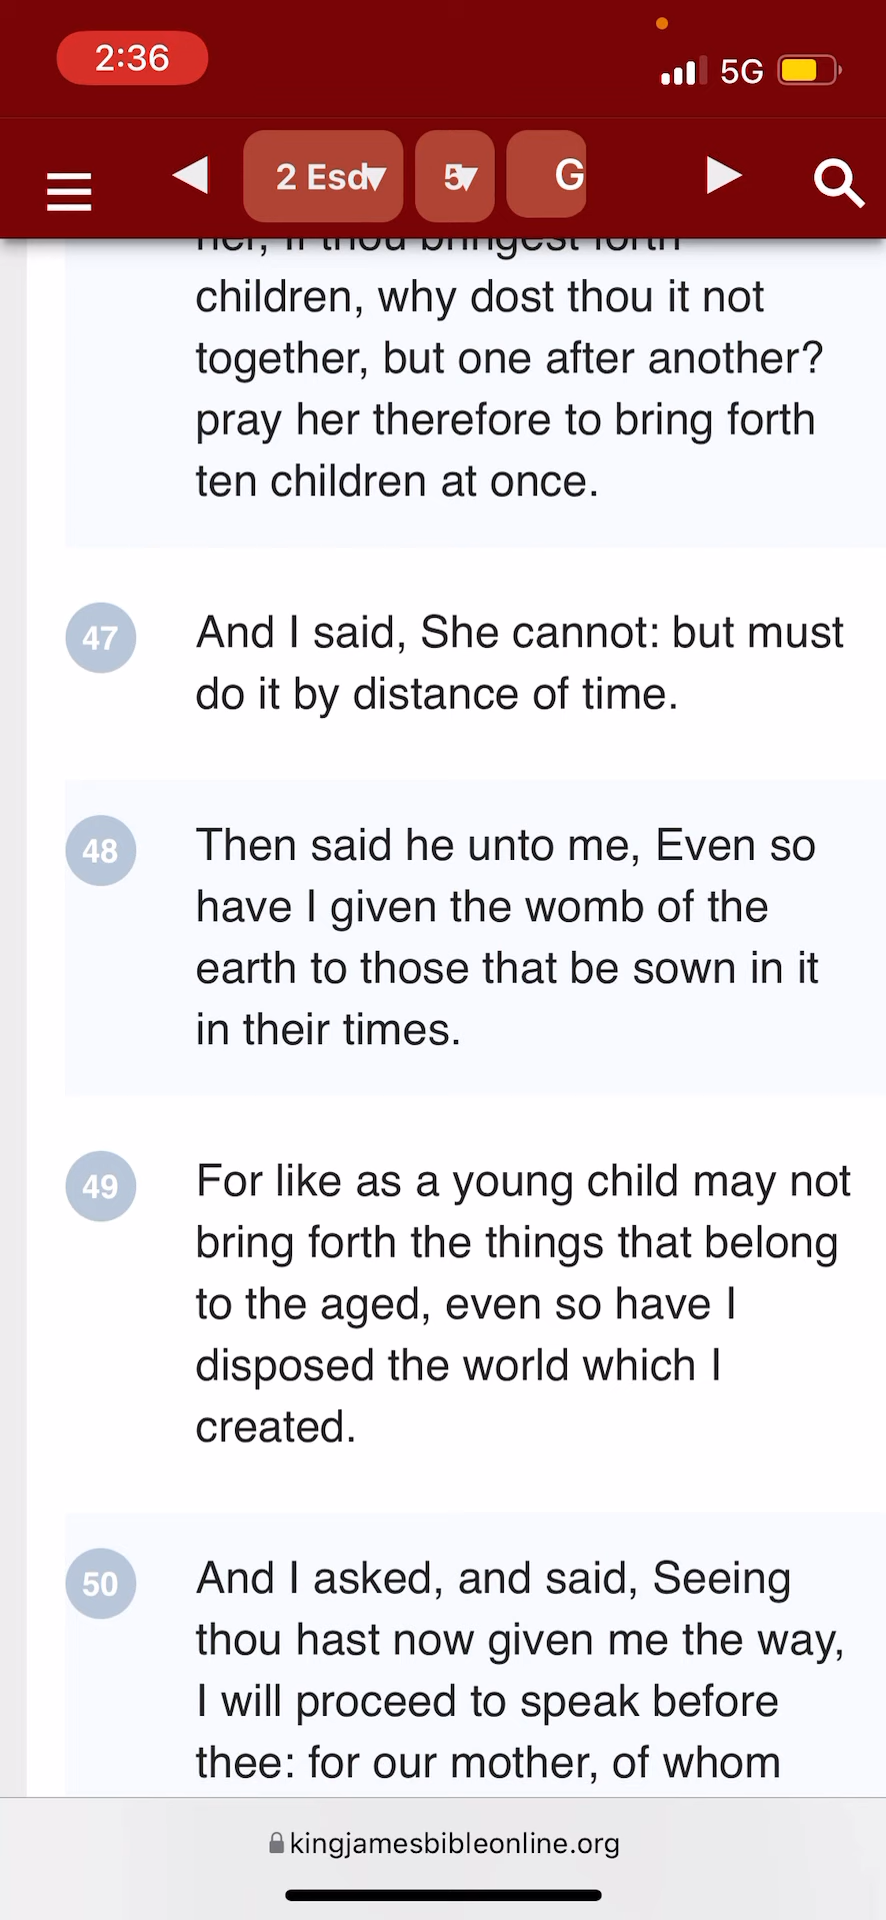 2:36
5G
2 Esd
5
G
her, if thou bringest forth
children, why dost thou it not
together, but one after another?
pray her therefore to bring forth
ten children at once.
47 And I said, She cannot: but must
do it by distance of time.
48 Then said he unto me, Even so
have I given the womb of the
earth to those that be sown in it
in their times.
49 For like as a young child may not
bring forth the things that belong
to the aged, even so have I
disposed the world which I
created.
50 And I asked, and said, Seeing
thou hast now given me the way,
I will proceed to speak before
thee: for our mother, of whom
kingjamesbibleonline.org